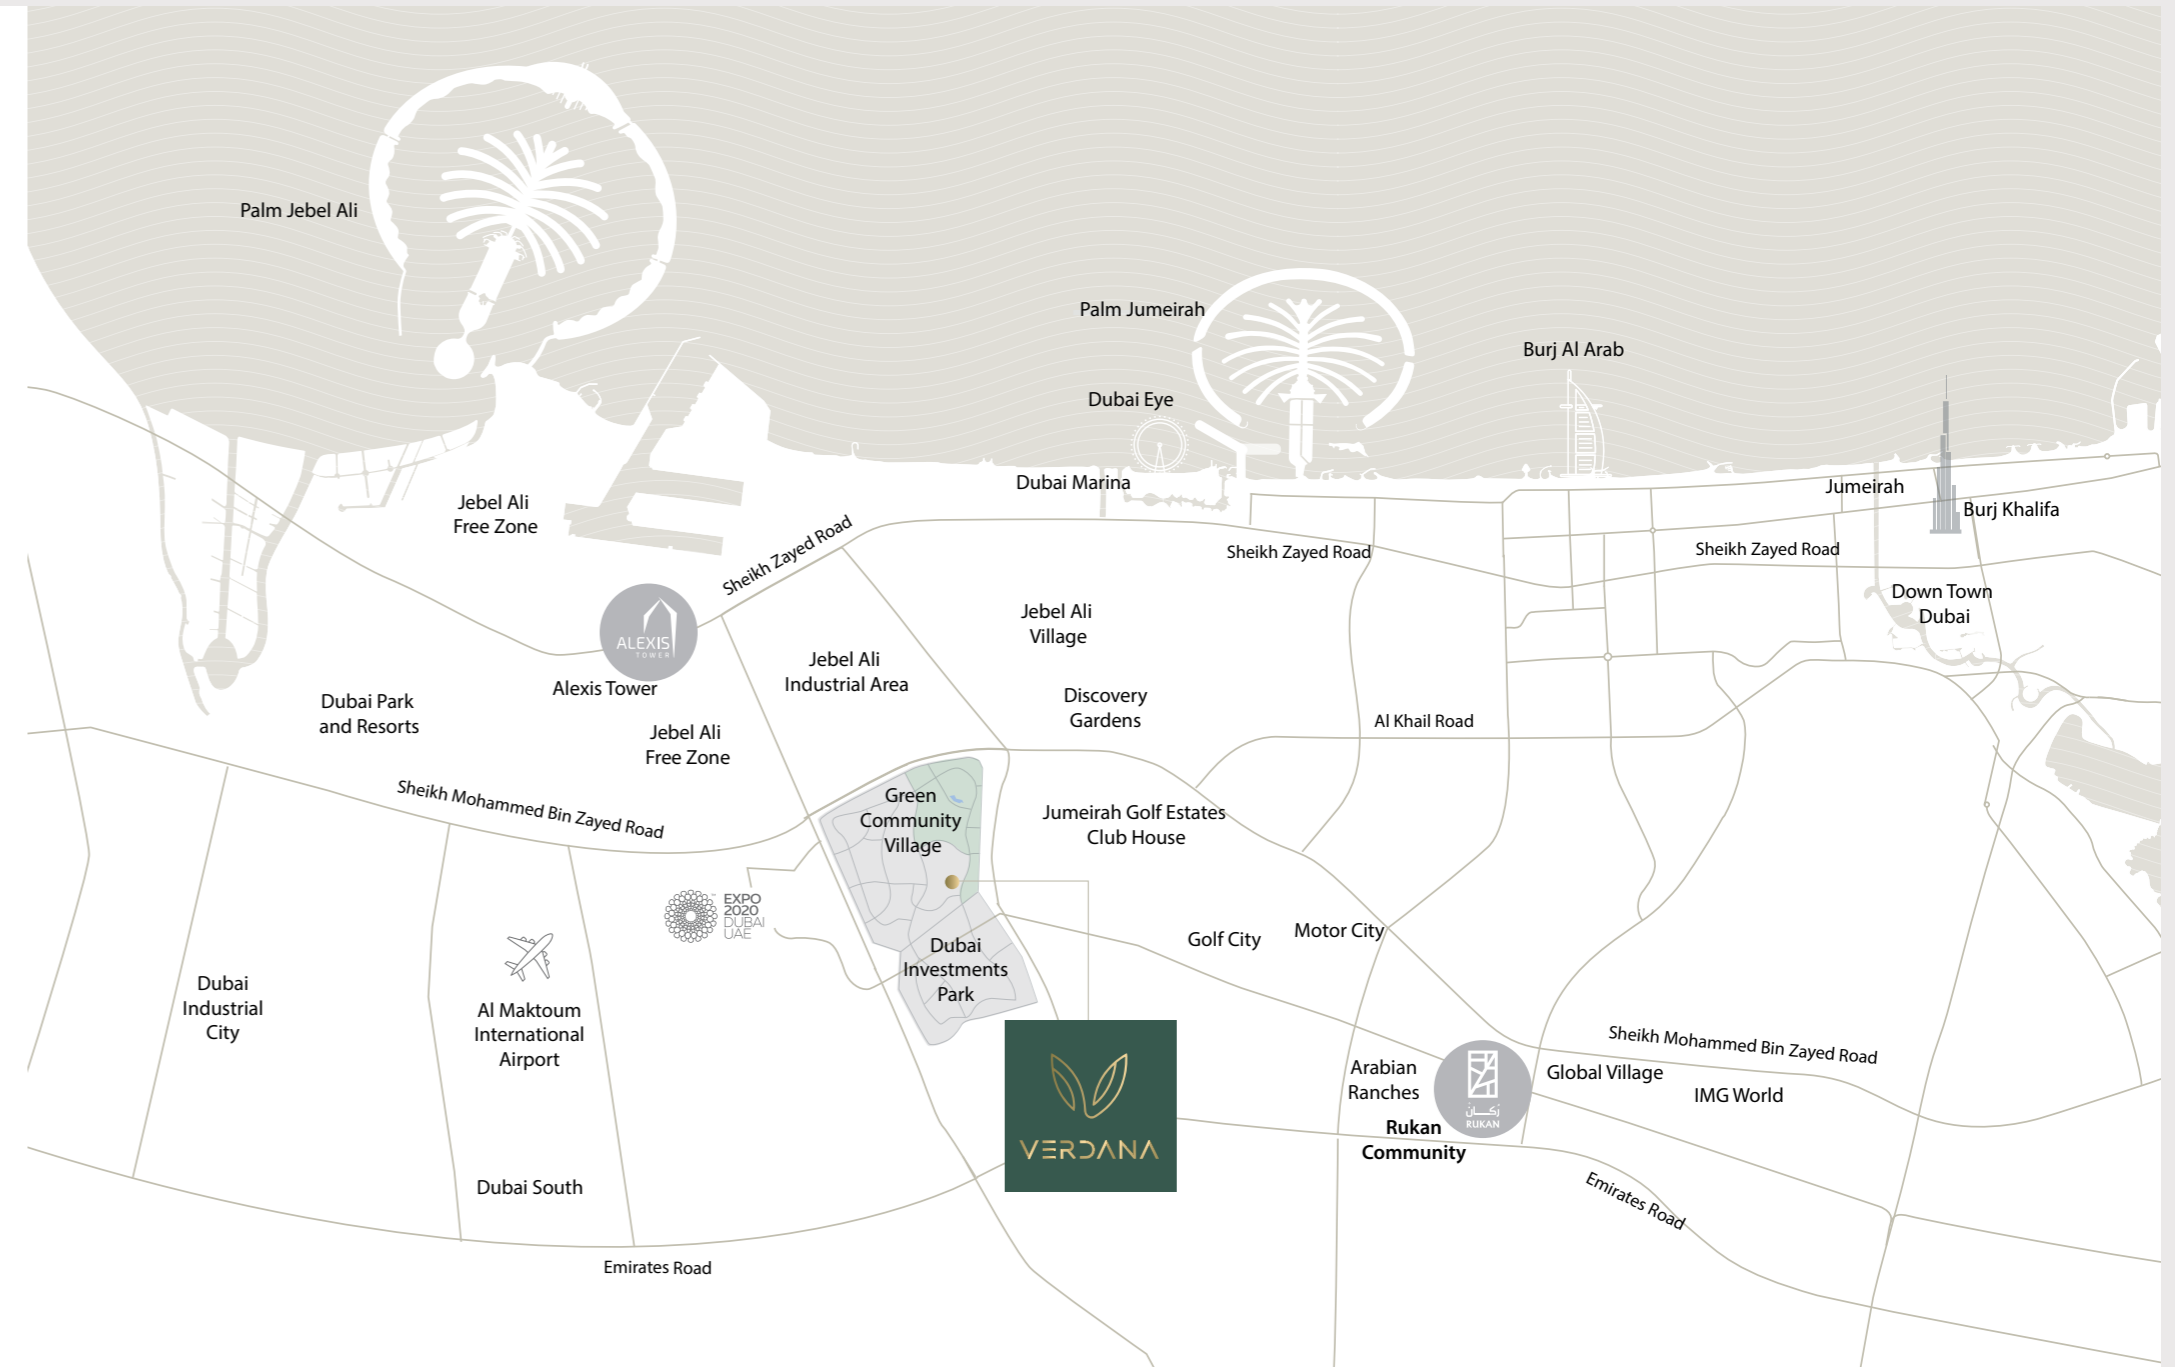 Palm Jebel Ali
Palm Jumeirah
Burj Al Arab
Dubai Eye
Dubai Marina
Jumeirah
Burj Khalifa
Jebel Ali
Free Zone
Sheikh Zayed Road
Sheikh Zayed Road
Sheikh Zayed Road
Down Town
Dubai
ALEXIS
TOWER
Alexis Tower
Jebel Ali
Village
Jebel Ali
Industrial Area
Dubai Park
and Resorts
Discovery
Gardens
Al Khail Road
Jebel Ali
Free Zone
Sheikh Mohammed Bin Zayed Road
Green
Community
Village
Jumeirah Golf Estates
Club House
EXPO
2020
DUBAI
UAE
Golf City
Motor City
Dubai
Investments
Park
Dubai
Industrial
City
Al Maktoum
International
Airport
Sheikh Mohammed Bin Zayed Road
Arabian
Ranches
Global Village
IMG World
رُكــانْ
RUKAN
Rukan
Community
VERDANA
Dubai South
Emirates Road
Emirates Road